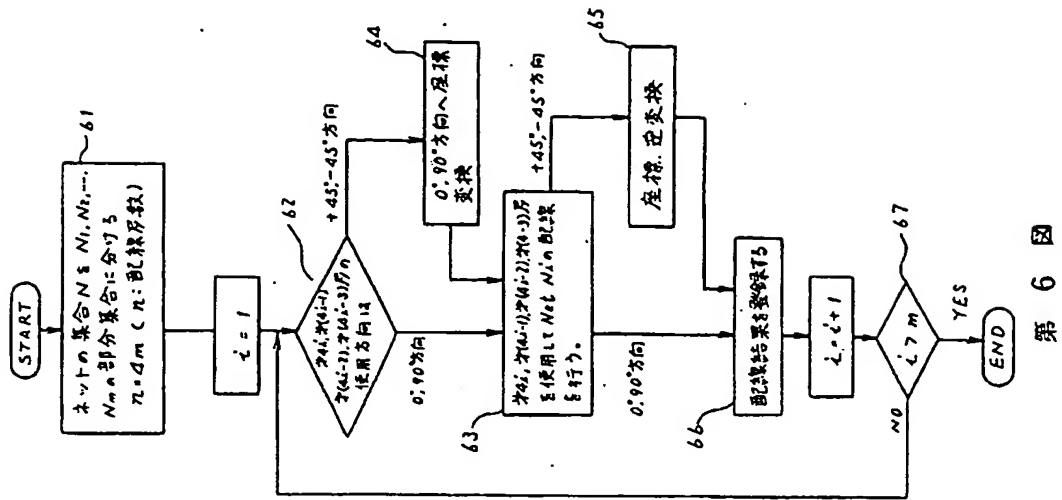 START
61
ネットの集合NをN1,N2,…,
Nmの部分集合に分ける
n=4m(n:配線層数)
i=1
62
第4i,第(4i-1)
第(4i-2),第(4i-3)層の
使用方向は
+45°,-45°方向
64
0°,90°方向へ座標
変換
0°,90°方向
63
第4i,第(4i-1),第(4i-2),第(4i-3)層
を使用して Net Niの配線
を行う。
+45°,-45°方向
65
座標逆変換
0°,90°方向
66
配線結果を登録する
i=i+1
67
i>m
NO
YES
END
第 6 図